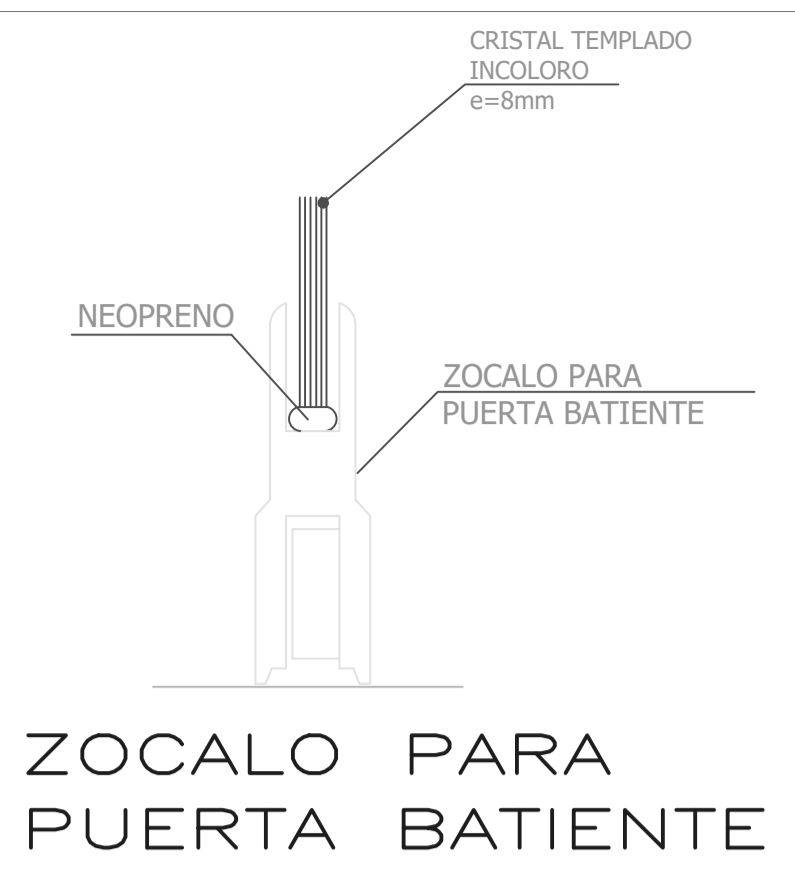 CRISTAL TEMPLADO
INCOLORO
e=8mm
NEOPRENO
ZOCALO PARA
PUERTA BATIENTE
ZOCALO PARA
PUERTA BATIENTE